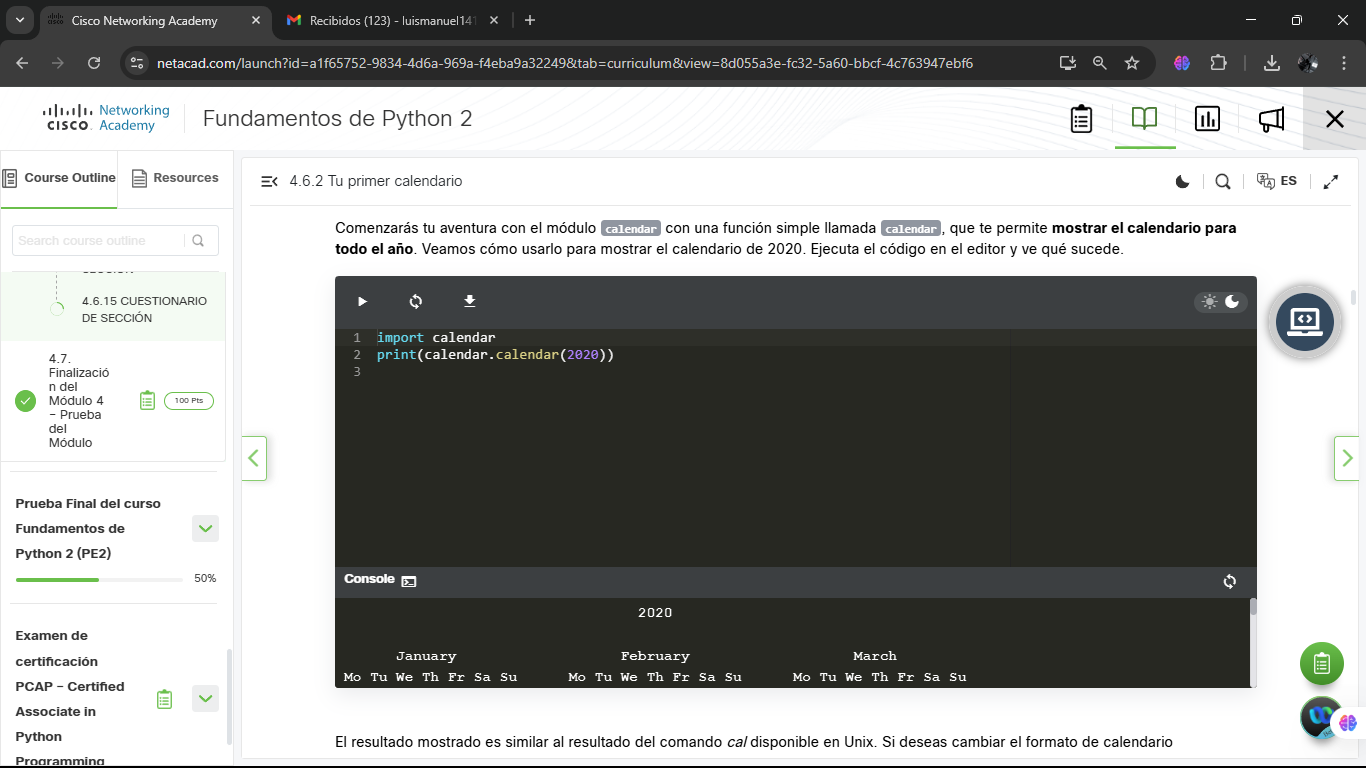 Cisco Networking Academy
Recibidos (123) - luismanuel141
netacad.com/launch?id=a1f65752-9834-4d6a-969a-f4eba9a32249&tab=curriculum&view=8d055a3e-fc32-5a60-bbcf-4c763947ebf6
CISCO
Networking
Academy
Fundamentos de Python 2
Course Outline
Resources
Search course outline
4.6.15 CUESTIONARIO
DE SECCIÓN
4.7.
Finalizació
n del
Módulo 4
– Prueba
del
Módulo
100 Pts
Prueba Final del curso
Fundamentos de
Python 2 (PE2)
50%
Examen de
certificación
PCAP – Certified
Associate in
Python
Programming
4.6.2 Tu primer calendario
ES
Comenzarás tu aventura con el módulo calendar con una función simple llamada calendar, que te permite mostrar el calendario para
todo el año. Veamos cómo usarlo para mostrar el calendario de 2020. Ejecuta el código en el editor y ve qué sucede.
1 import calendar
2 print(calendar.calendar(2020))
3
Console
2020
January February March
Mo Tu We Th Fr Sa Su Mo Tu We Th Fr Sa Su Mo Tu We Th Fr Sa Su
El resultado mostrado es similar al resultado del comando cal disponible en Unix. Si deseas cambiar el formato de calendario